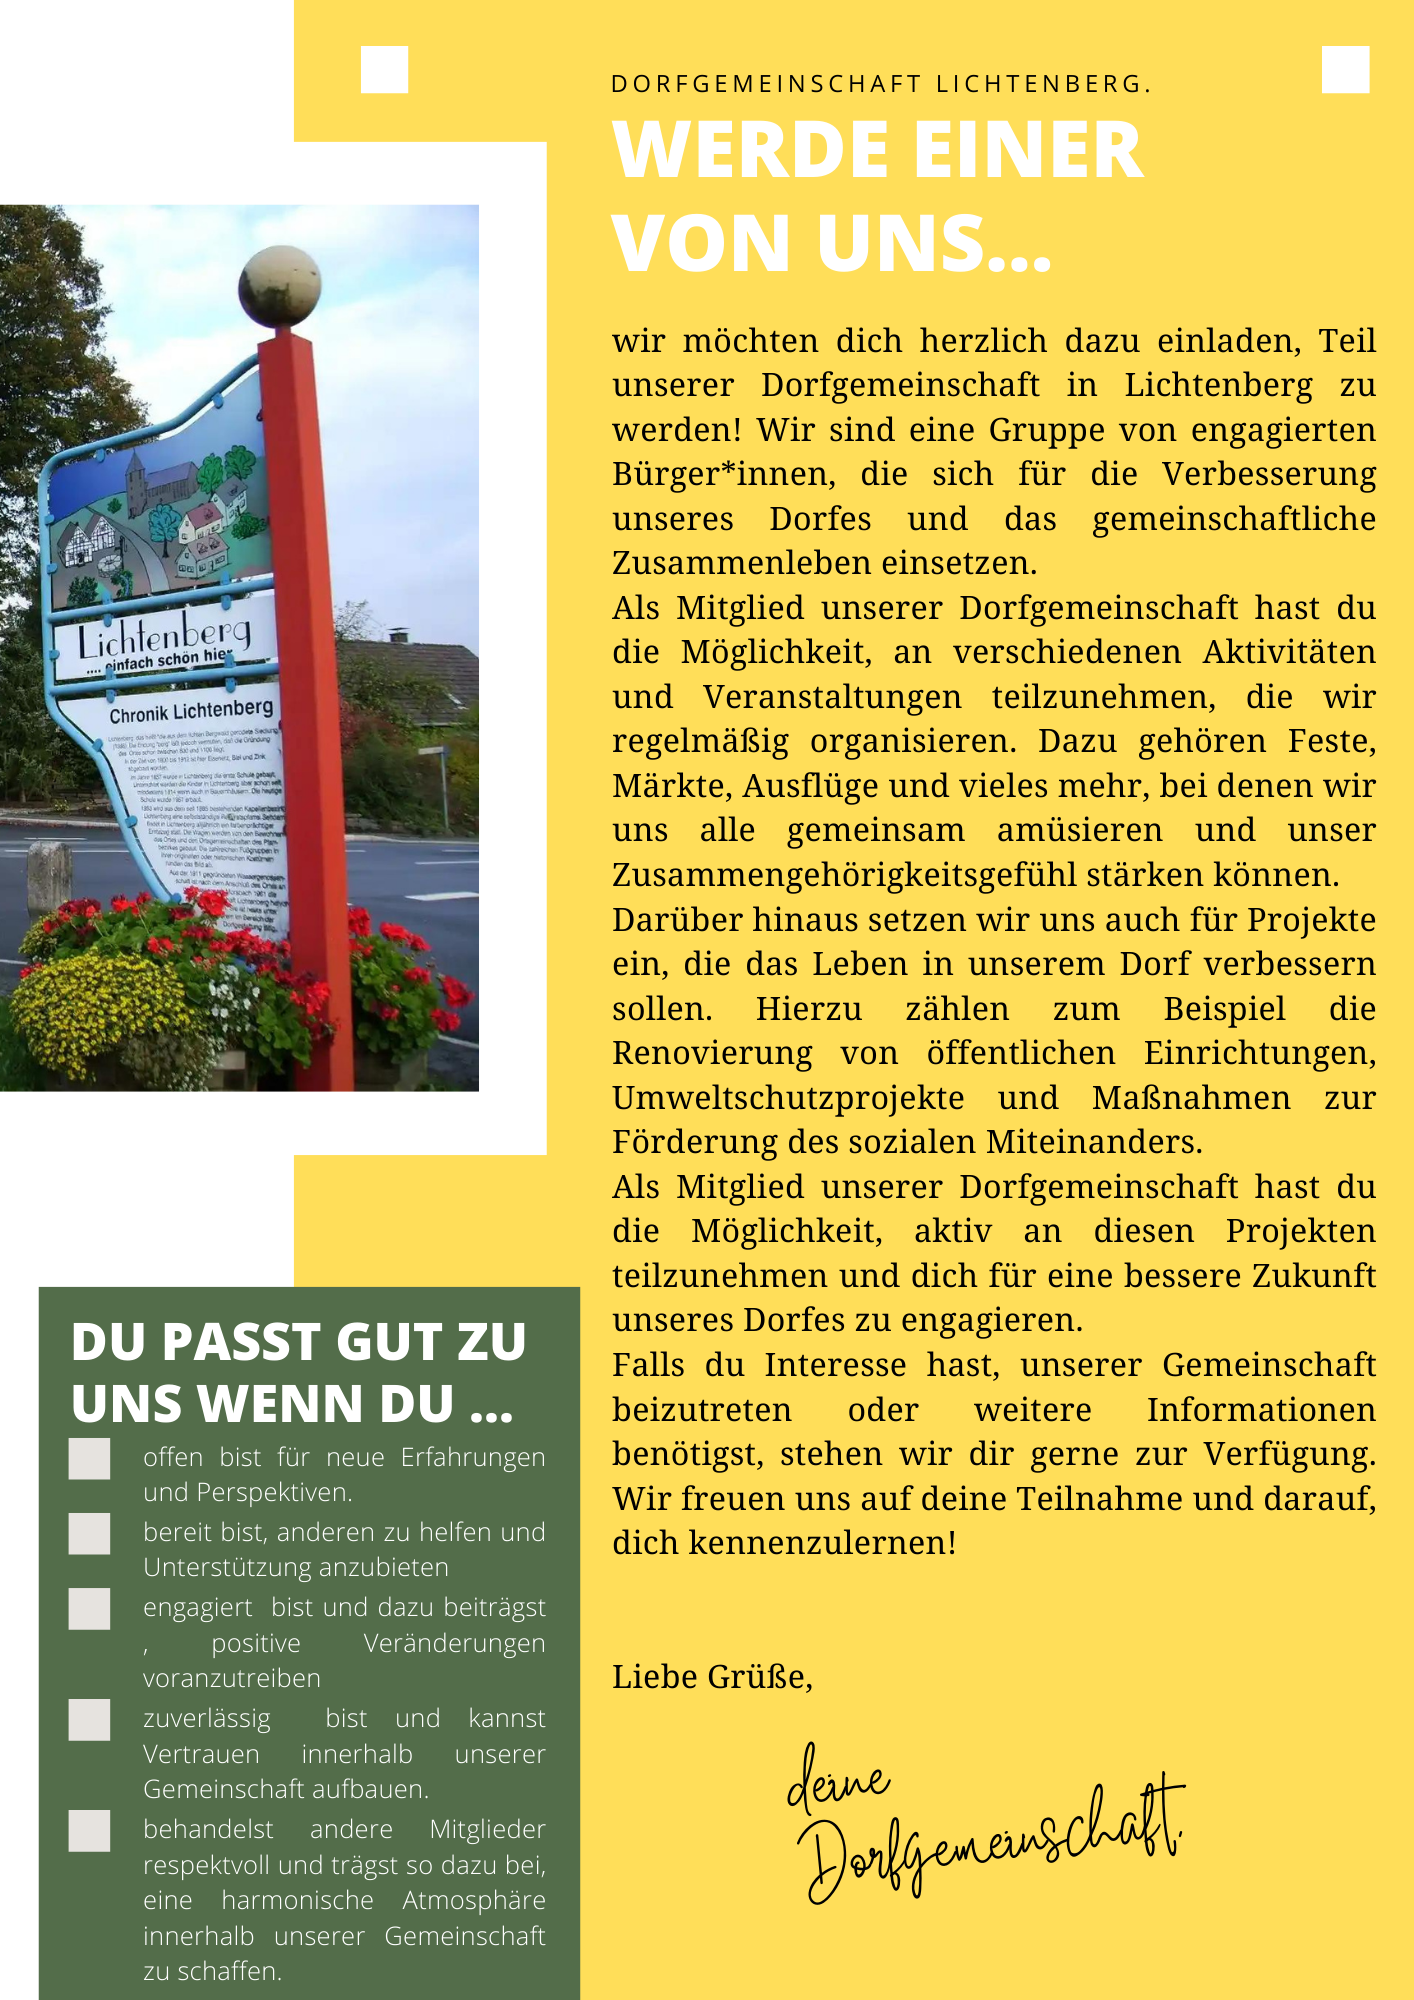 DORFGEMEINSCHAFT LICHTENBERG.
WERDE EINER
VON UNS...
wir möchten dich herzlich dazu einladen, Teil
unserer Dorfgemeinschaft in Lichtenberg zu
werden! Wir sind eine Gruppe von engagierten
Bürger*innen, die sich für die Verbesserung
unseres Dorfes und das gemeinschaftliche
Zusammenleben einsetzen.
Als Mitglied unserer Dorfgemeinschaft hast du
die Möglichkeit, an verschiedenen Aktivitäten
und Veranstaltungen teilzunehmen, die wir
regelmäßig organisieren. Dazu gehören Feste,
Märkte, Ausflüge und vieles mehr, bei denen wir
uns alle gemeinsam amüsieren und unser
Zusammengehörigkeitsgefühl stärken können.
Darüber hinaus setzen wir uns auch für Projekte
ein, die das Leben in unserem Dorf verbessern
sollen. Hierzu zählen zum Beispiel die
Renovierung von öffentlichen Einrichtungen,
Umweltschutzprojekte und Maßnahmen zur
Förderung des sozialen Miteinanders.
Als Mitglied unserer Dorfgemeinschaft hast du
die Möglichkeit, aktiv an diesen Projekten
teilzunehmen und dich für eine bessere Zukunft
unseres Dorfes zu engagieren.
Falls du Interesse hast, unserer Gemeinschaft
beizutreten oder weitere Informationen
benötigst, stehen wir dir gerne zur Verfügung.
Wir freuen uns auf deine Teilnahme und darauf,
dich kennenzulernen!
Liebe Grüße,
deine
Dorfgemeinschaft.
Lichtenberg
.... einfach schön hier
Chronik Lichtenberg
DU PASST GUT ZU
UNS WENN DU ...
offen bist für neue Erfahrungen
und Perspektiven.
bereit bist, anderen zu helfen und
Unterstützung anzubieten
engagiert bist und dazu beiträgst
, positive Veränderungen
voranzutreiben
zuverlässig bist und kannst
Vertrauen innerhalb unserer
Gemeinschaft aufbauen.
behandelst andere Mitglieder
respektvoll und trägst so dazu bei,
eine harmonische Atmosphäre
innerhalb unserer Gemeinschaft
zu schaffen.